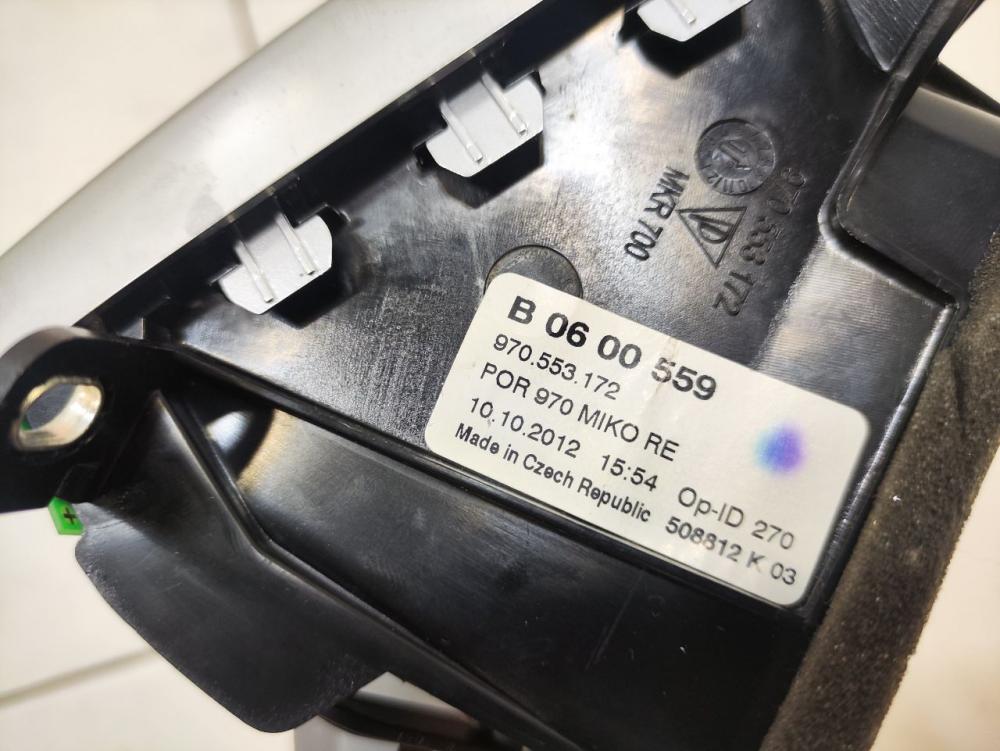 970 553 172
MKR 700
B 06 00 559
970.553.172
POR 970 MIKO RE
10.10.2012 15:54 Op-ID 270
Made in Czech Republic 508812 K 03